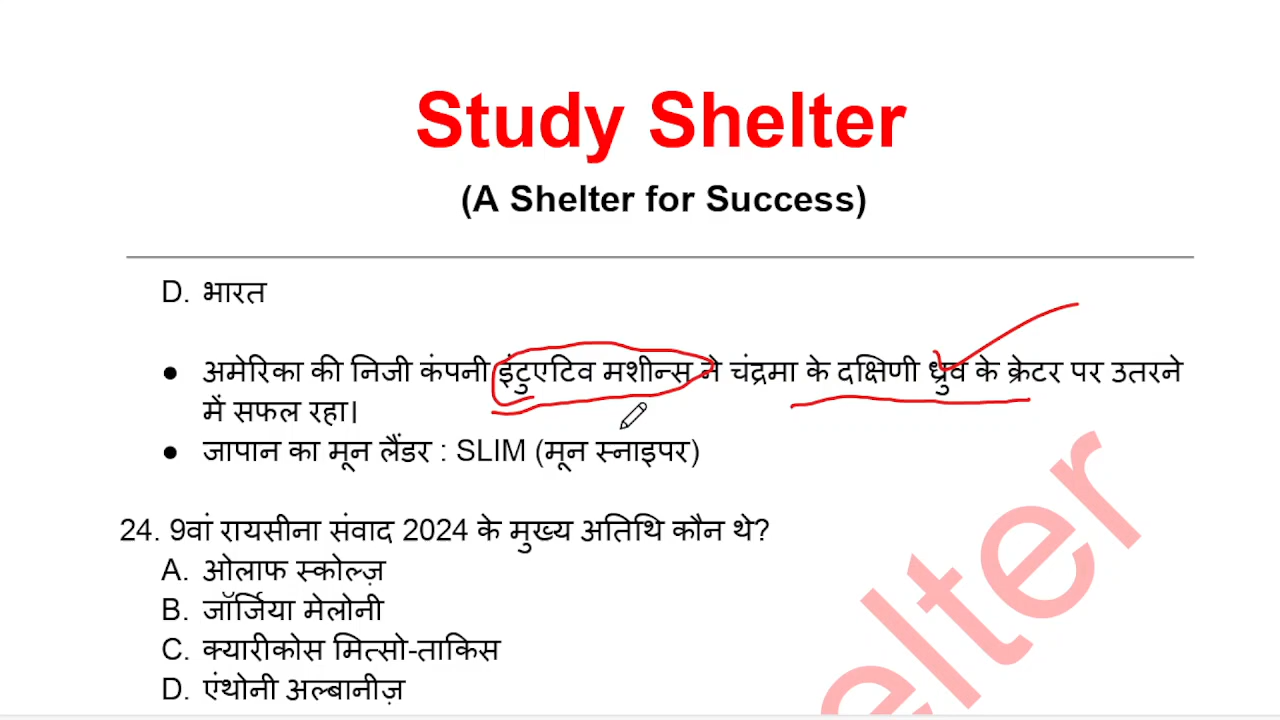 Study Shelter
(A Shelter for Success)
D. भारत
● अमेरिका की निजी कंपनी इंटुएटिव मशीन्स ने चंद्रमा के दक्षिणी ध्रुव के क्रेटर पर उतरने
में सफल रहा।
● जापान का मून लैंडर : SLIM (मून स्नाइपर)
24. 9वां रायसीना संवाद 2024 के मुख्य अतिथि कौन थे?
A. ओलाफ स्कोल्ज़
B. जॉर्जिया मेलोनी
C. क्यारीकोस मित्सो-ताकिस
D. एंथोनी अल्बानीज़
elter